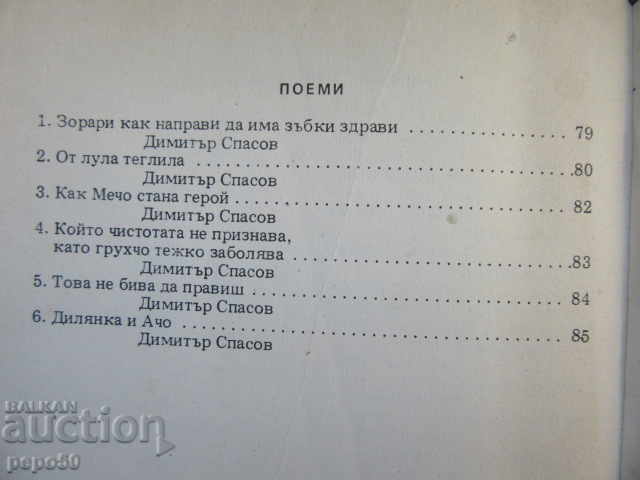 ПОЕМИ
1. Зорари как направи да има зъбки здрави . . . . . . . . . . . . . . 79
Димитър Спасов
2. От лула теглила . . . . . . . . . . . . . . . . . . . . . . . . . . . . 80
Димитър Спасов
3. Как Мечо стана герой . . . . . . . . . . . . . . . . . . . . . . . . 82
Димитър Спасов
4. Който чистотата не признава,
като грухчо тежко заболява . . . . . . . . . . . . . . . . . . . . . 83
Димитър Спасов
5. Това не бива да правиш . . . . . . . . . . . . . . . . . . . . . . . 84
Димитър Спасов
6. Дилянка и Ачо . . . . . . . . . . . . . . . . . . . . . . . . . . . . 85
Димитър Спасов
BALKAN
auction
pepo50